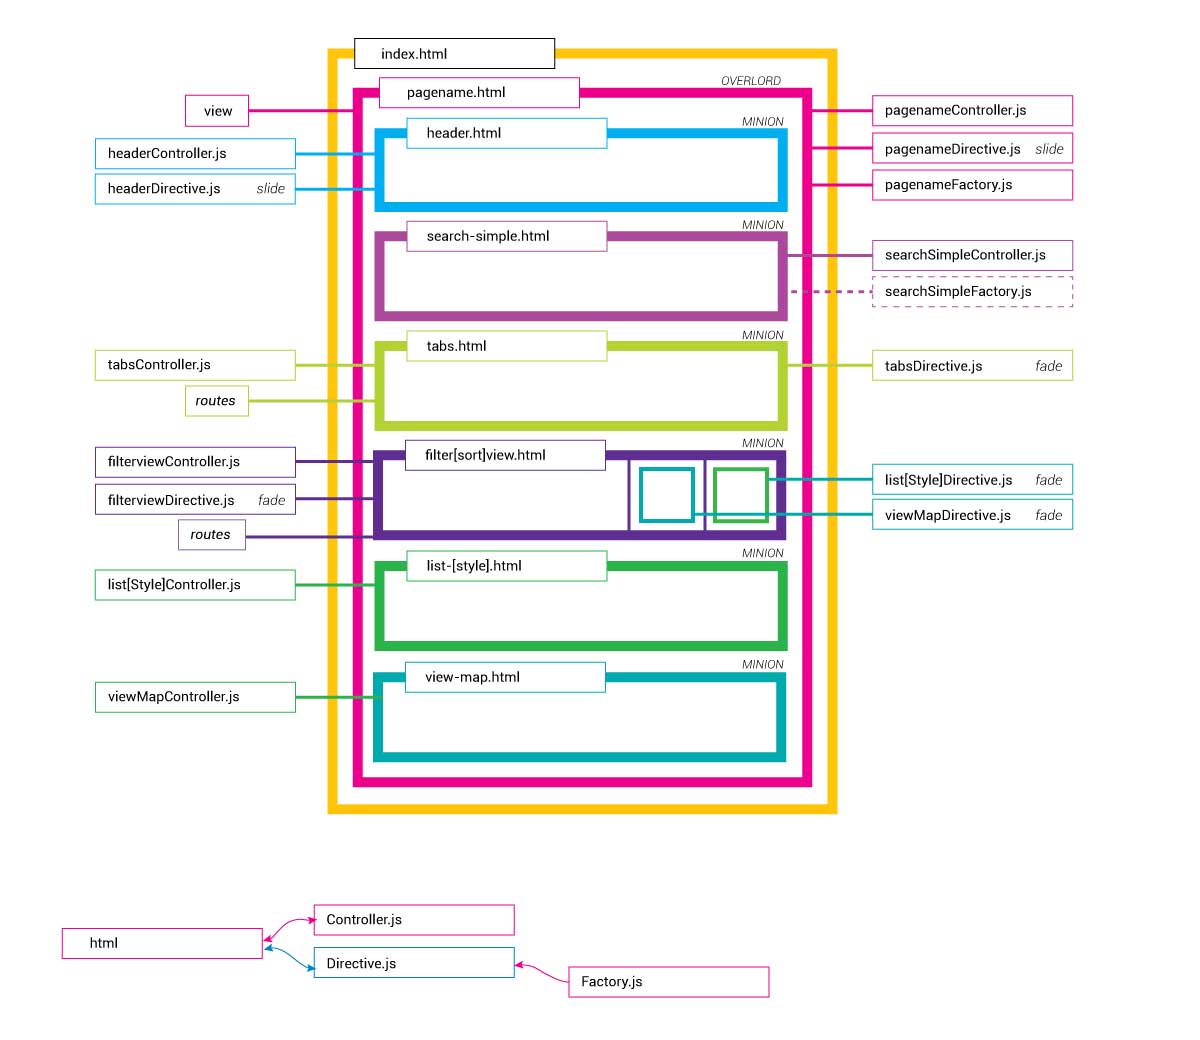 index.html
OVERLORD
pagename.html
view
pagenameController.js
MINION
header.html
headerController.js
pagenameDirective.js slide
headerDirective.js slide
pagenameFactory.js
MINION
search-simple.html
searchSimpleController.js
searchSimpleFactory.js
MINION
tabs.html
tabsController.js
tabsDirective.js fade
routes
MINION
filter[sort]view.html
filterviewController.js
list[Style]Directive.js fade
filterviewDirective.js fade
viewMapDirective.js fade
routes
MINION
list-[style].html
list[Style]Controller.js
MINION
view-map.html
viewMapController.js
Controller.js
html
Directive.js
Factory.js